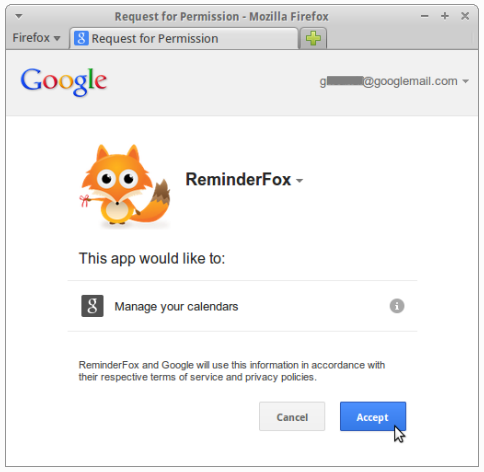 Request for Permission - Mozilla Firefox
Firefox
Request for Permission
Google
g @googlemail.com
ReminderFox
This app would like to:
Manage your calendars
ReminderFox and Google will use this information in accordance with
their respective terms of service and privacy policies.
Cancel
Accept